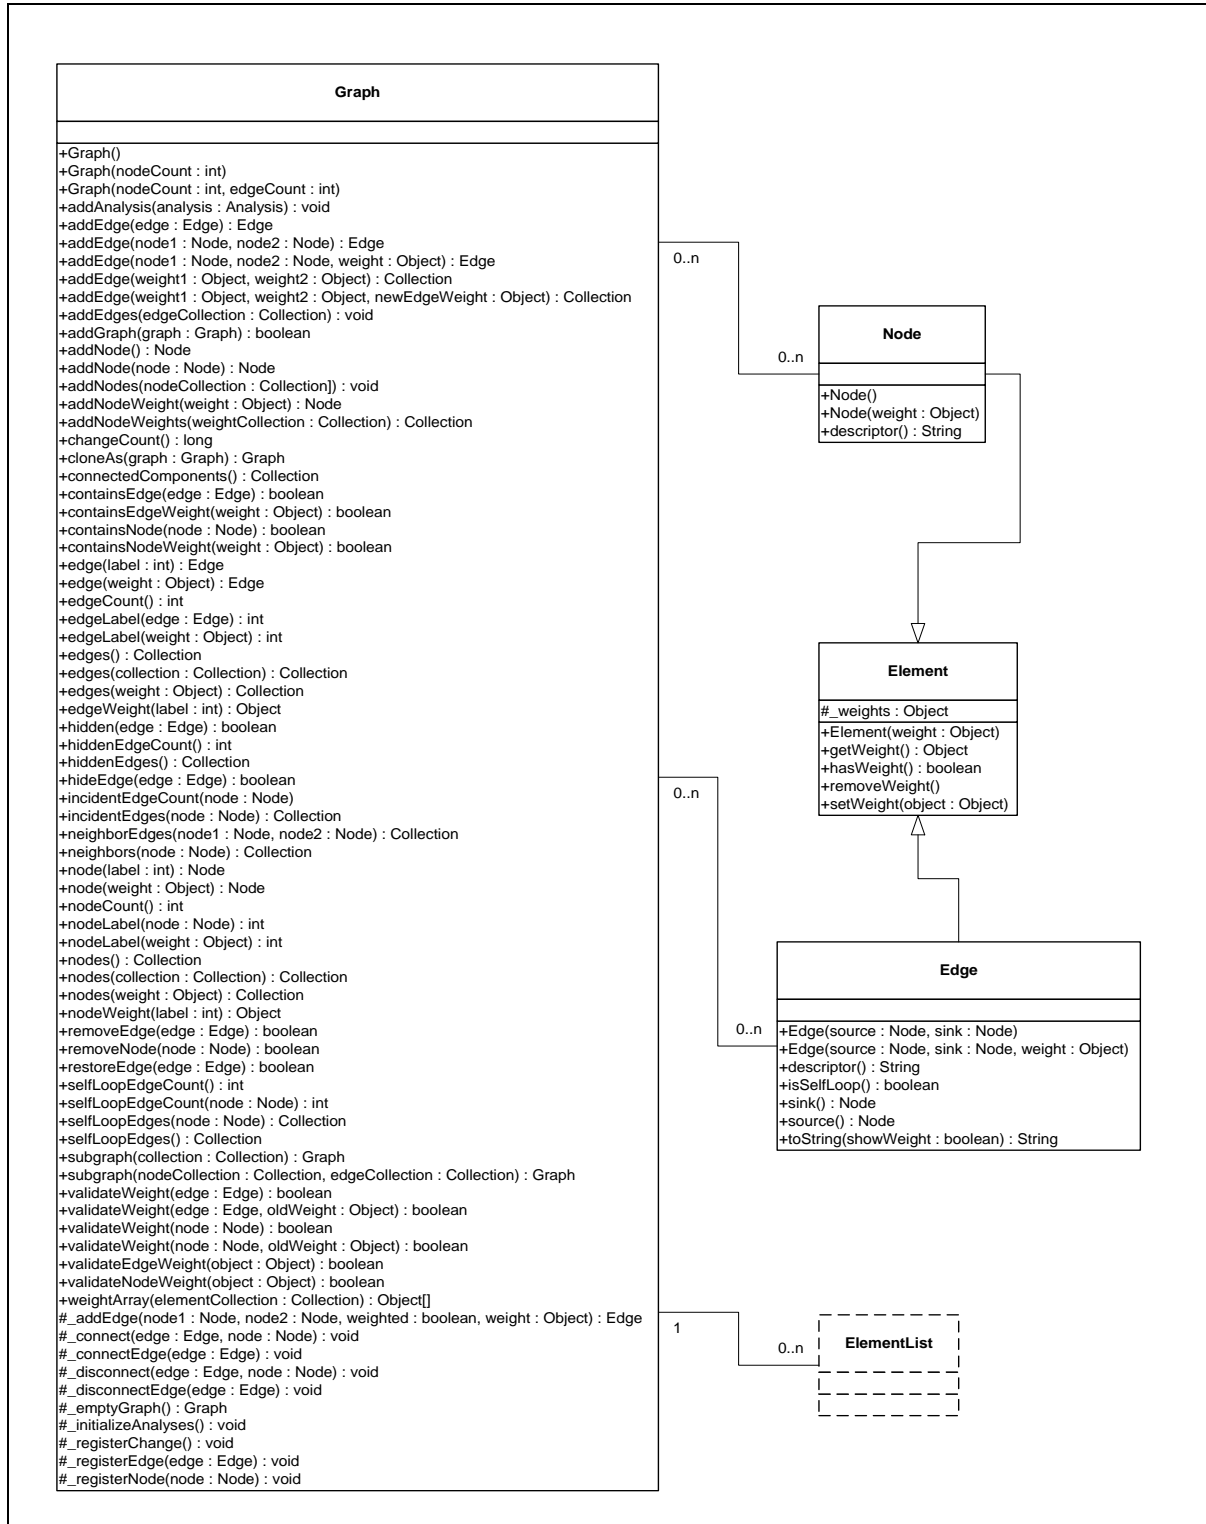 Graph
+Graph()
+Graph(nodeCount : int)
+Graph(nodeCount : int, edgeCount : int)
+addAnalysis(analysis : Analysis) : void
+addEdge(edge : Edge) : Edge
+addEdge(node1 : Node, node2 : Node) : Edge
+addEdge(node1 : Node, node2 : Node, weight : Object) : Edge
+addEdge(weight1 : Object, weight2 : Object) : Collection
+addEdge(weight1 : Object, weight2 : Object, newEdgeWeight : Object) : Collection
+addEdges(edgeCollection : Collection) : void
+addGraph(graph : Graph) : boolean
+addNode() : Node
+addNode(node : Node) : Node
+addNodes(nodeCollection : Collection]) : void
+addNodeWeight(weight : Object) : Node
+addNodeWeights(weightCollection : Collection) : Collection
+changeCount() : long
+cloneAs(graph : Graph) : Graph
+connectedComponents() : Collection
+containsEdge(edge : Edge) : boolean
+containsEdgeWeight(weight : Object) : boolean
+containsNode(node : Node) : boolean
+containsNodeWeight(weight : Object) : boolean
+edge(label : int) : Edge
+edge(weight : Object) : Edge
+edgeCount() : int
+edgeLabel(edge : Edge) : int
+edgeLabel(weight : Object) : int
+edges() : Collection
+edges(collection : Collection) : Collection
+edges(weight : Object) : Collection
+edgeWeight(label : int) : Object
+hidden(edge : Edge) : boolean
+hiddenEdgeCount() : int
+hiddenEdges() : Collection
+hideEdge(edge : Edge) : boolean
+incidentEdgeCount(node : Node)
+incidentEdges(node : Node) : Collection
+neighborEdges(node1 : Node, node2 : Node) : Collection
+neighbors(node : Node) : Collection
+node(label : int) : Node
+node(weight : Object) : Node
+nodeCount() : int
+nodeLabel(node : Node) : int
+nodeLabel(weight : Object) : int
+nodes() : Collection
+nodes(collection : Collection) : Collection
+nodes(weight : Object) : Collection
+nodeWeight(label : int) : Object
+removeEdge(edge : Edge) : boolean
+removeNode(node : Node) : boolean
+restoreEdge(edge : Edge) : boolean
+selfLoopEdgeCount() : int
+selfLoopEdgeCount(node : Node) : int
+selfLoopEdges(node : Node) : Collection
+selfLoopEdges() : Collection
+subgraph(collection : Collection) : Graph
+subgraph(nodeCollection : Collection, edgeCollection : Collection) : Graph
+validateWeight(edge : Edge) : boolean
+validateWeight(edge : Edge, oldWeight : Object) : boolean
+validateWeight(node : Node) : boolean
+validateWeight(node : Node, oldWeight : Object) : boolean
+validateEdgeWeight(object : Object) : boolean
+validateNodeWeight(object : Object) : boolean
+weightArray(elementCollection : Collection) : Object[]
#_addEdge(node1 : Node, node2 : Node, weighted : boolean, weight : Object) : Edge
#_connect(edge : Edge, node : Node) : void
#_connectEdge(edge : Edge) : void
#_disconnect(edge : Edge, node : Node) : void
#_disconnectEdge(edge : Edge) : void
#_emptyGraph() : Graph
#_initializeAnalyses() : void
#_registerChange() : void
#_registerEdge(edge : Edge) : void
#_registerNode(node : Node) : void
0..n
0..n
Node
+Node()
+Node(weight : Object)
+descriptor() : String
Element
#_weights : Object
+Element(weight : Object)
+getWeight() : Object
+hasWeight() : boolean
+removeWeight()
+setWeight(object : Object)
0..n
0..n
Edge
+Edge(source : Node, sink : Node)
+Edge(source : Node, sink : Node, weight : Object)
+descriptor() : String
+isSelfLoop() : boolean
+sink() : Node
+source() : Node
+toString(showWeight : boolean) : String
1
0..n
ElementList